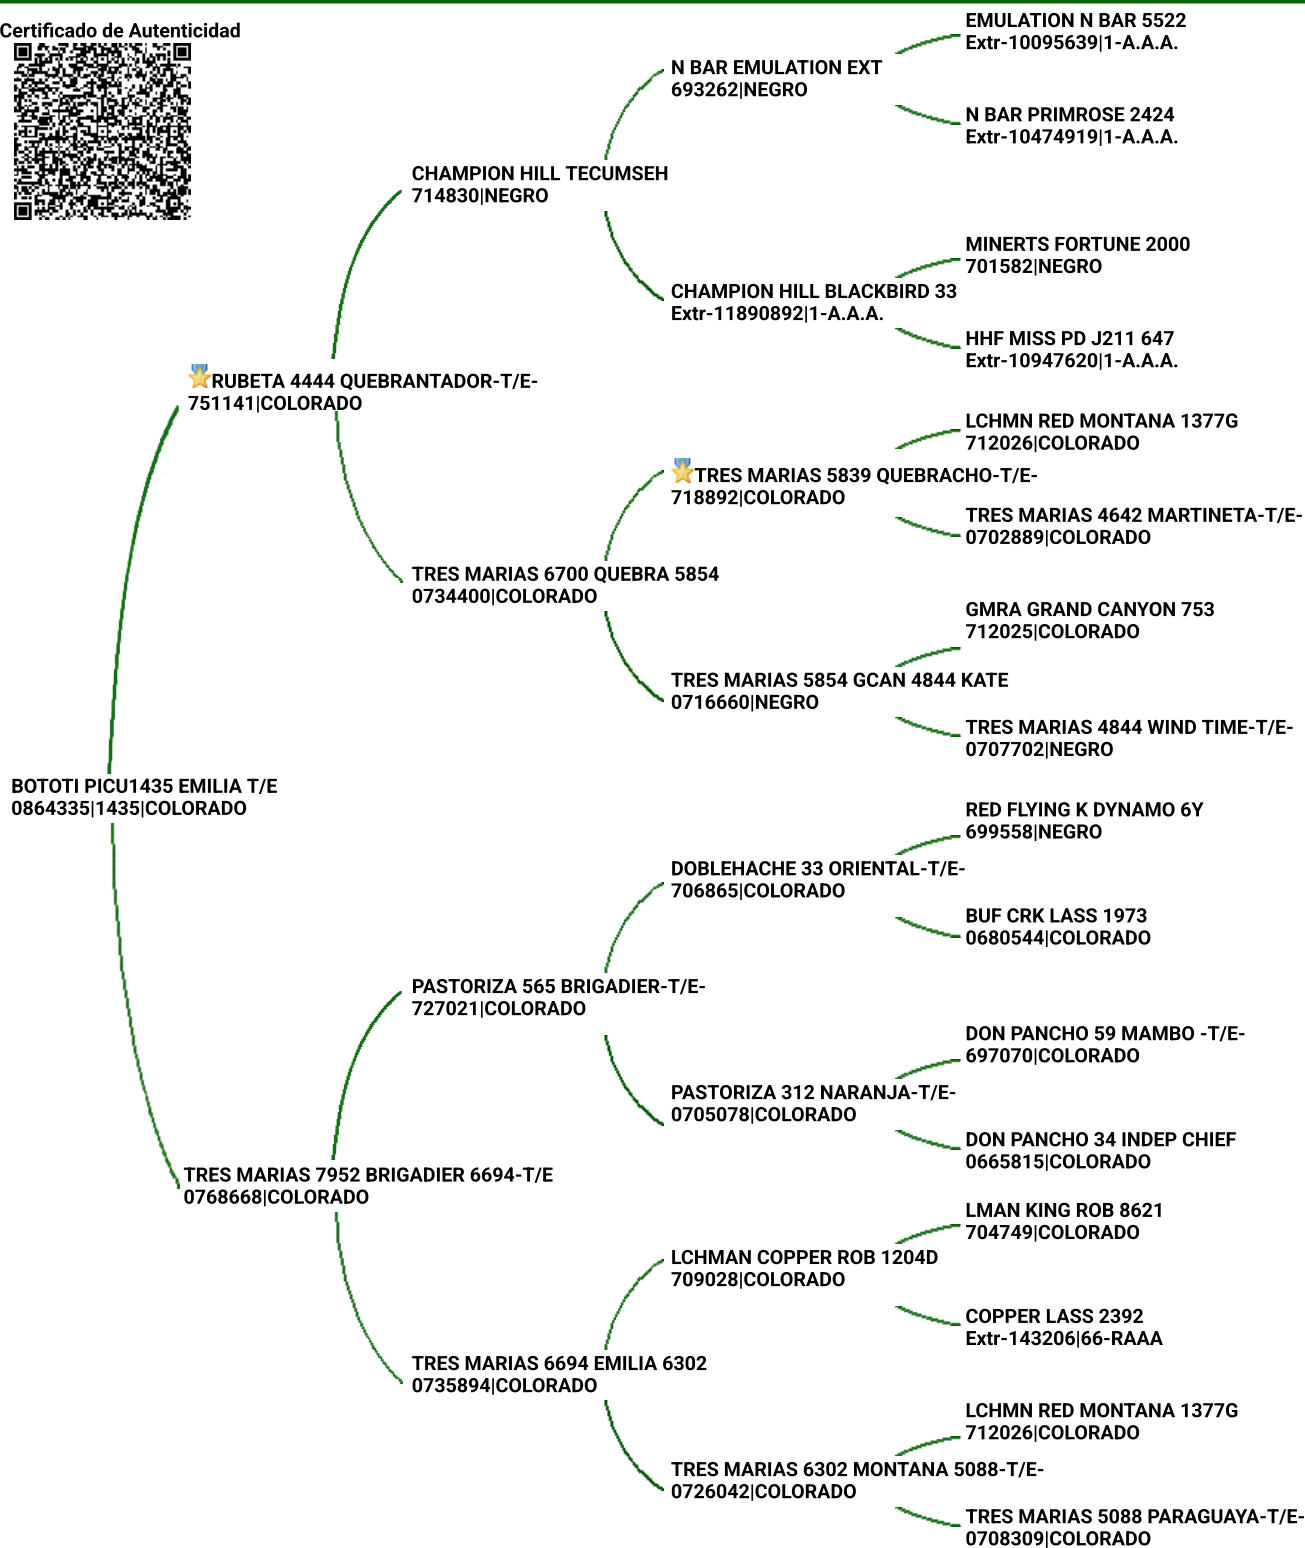 Certificado de Autenticidad
EMULATION N BAR 5522
Extr-10095639|1-A.A.A.
N BAR EMULATION EXT
693262|NEGRO
N BAR PRIMROSE 2424
Extr-10474919|1-A.A.A.
CHAMPION HILL TECUMSEH
714830|NEGRO
MINERTS FORTUNE 2000
701582|NEGRO
CHAMPION HILL BLACKBIRD 33
Extr-11890892|1-A.A.A.
HHF MISS PD J211 647
Extr-10947620|1-A.A.A.
RUBETA 4444 QUEBRANTADOR-T/E-
751141|COLORADO
LCHMN RED MONTANA 1377G
712026|COLORADO
TRES MARIAS 5839 QUEBRACHO-T/E-
718892|COLORADO
TRES MARIAS 4642 MARTINETA-T/E-
0702889|COLORADO
TRES MARIAS 6700 QUEBRA 5854
0734400|COLORADO
GMRA GRAND CANYON 753
712025|COLORADO
TRES MARIAS 5854 GCAN 4844 KATE
0716660|NEGRO
TRES MARIAS 4844 WIND TIME-T/E-
0707702|NEGRO
BOTOTI PICU1435 EMILIA T/E
0864335|1435|COLORADO
RED FLYING K DYNAMO 6Y
699558|NEGRO
DOBLEHACHE 33 ORIENTAL-T/E-
706865|COLORADO
BUF CRK LASS 1973
0680544|COLORADO
PASTORIZA 565 BRIGADIER-T/E-
727021|COLORADO
DON PANCHO 59 MAMBO -T/E-
697070|COLORADO
PASTORIZA 312 NARANJA-T/E-
0705078|COLORADO
DON PANCHO 34 INDEP CHIEF
0665815|COLORADO
TRES MARIAS 7952 BRIGADIER 6694-T/E
0768668|COLORADO
LMAN KING ROB 8621
704749|COLORADO
LCHMAN COPPER ROB 1204D
709028|COLORADO
COPPER LASS 2392
Extr-143206|66-RAAA
TRES MARIAS 6694 EMILIA 6302
0735894|COLORADO
LCHMN RED MONTANA 1377G
712026|COLORADO
TRES MARIAS 6302 MONTANA 5088-T/E-
0726042|COLORADO
TRES MARIAS 5088 PARAGUAYA-T/E-
0708309|COLORADO